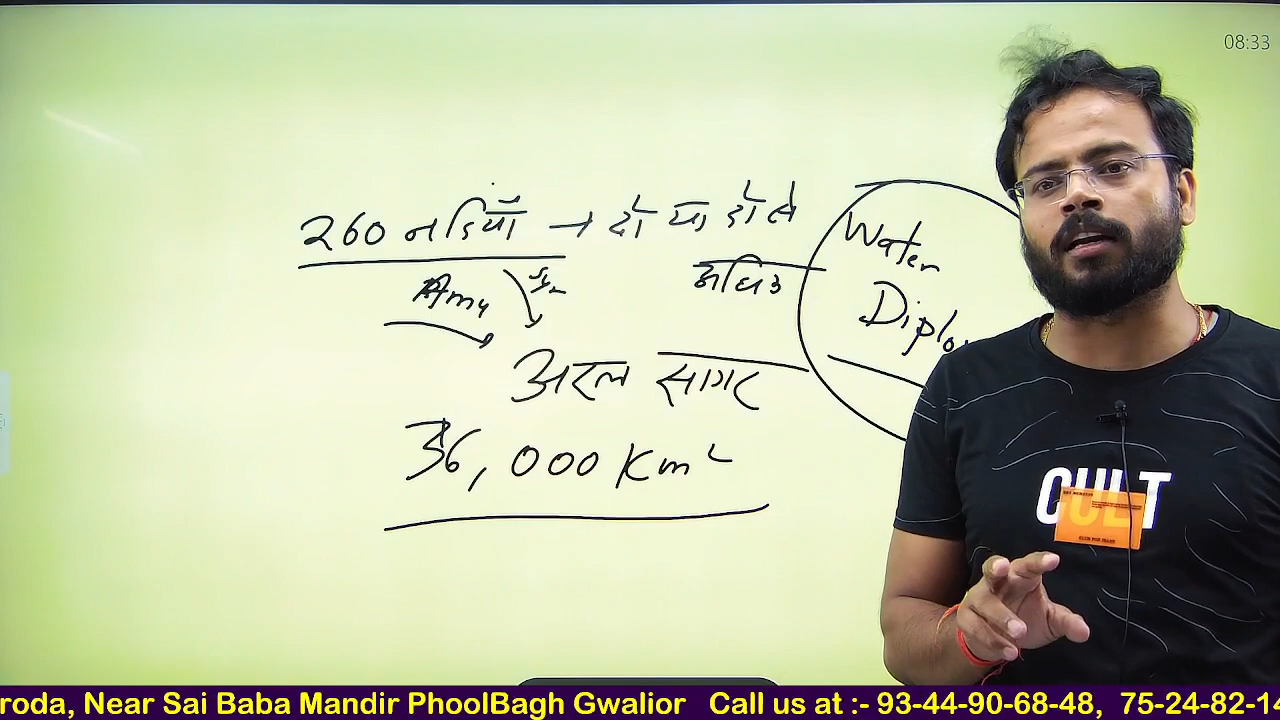 08:33
260 नदियाँ → दो या दो से
अधिक
Amu Syr
अरल सागर
36,000 Km²
Water
Diplo
CULT
roda, Near Sai Baba Mandir PhoolBagh Gwalior Call us at :- 93-44-90-68-48, 75-24-82-14